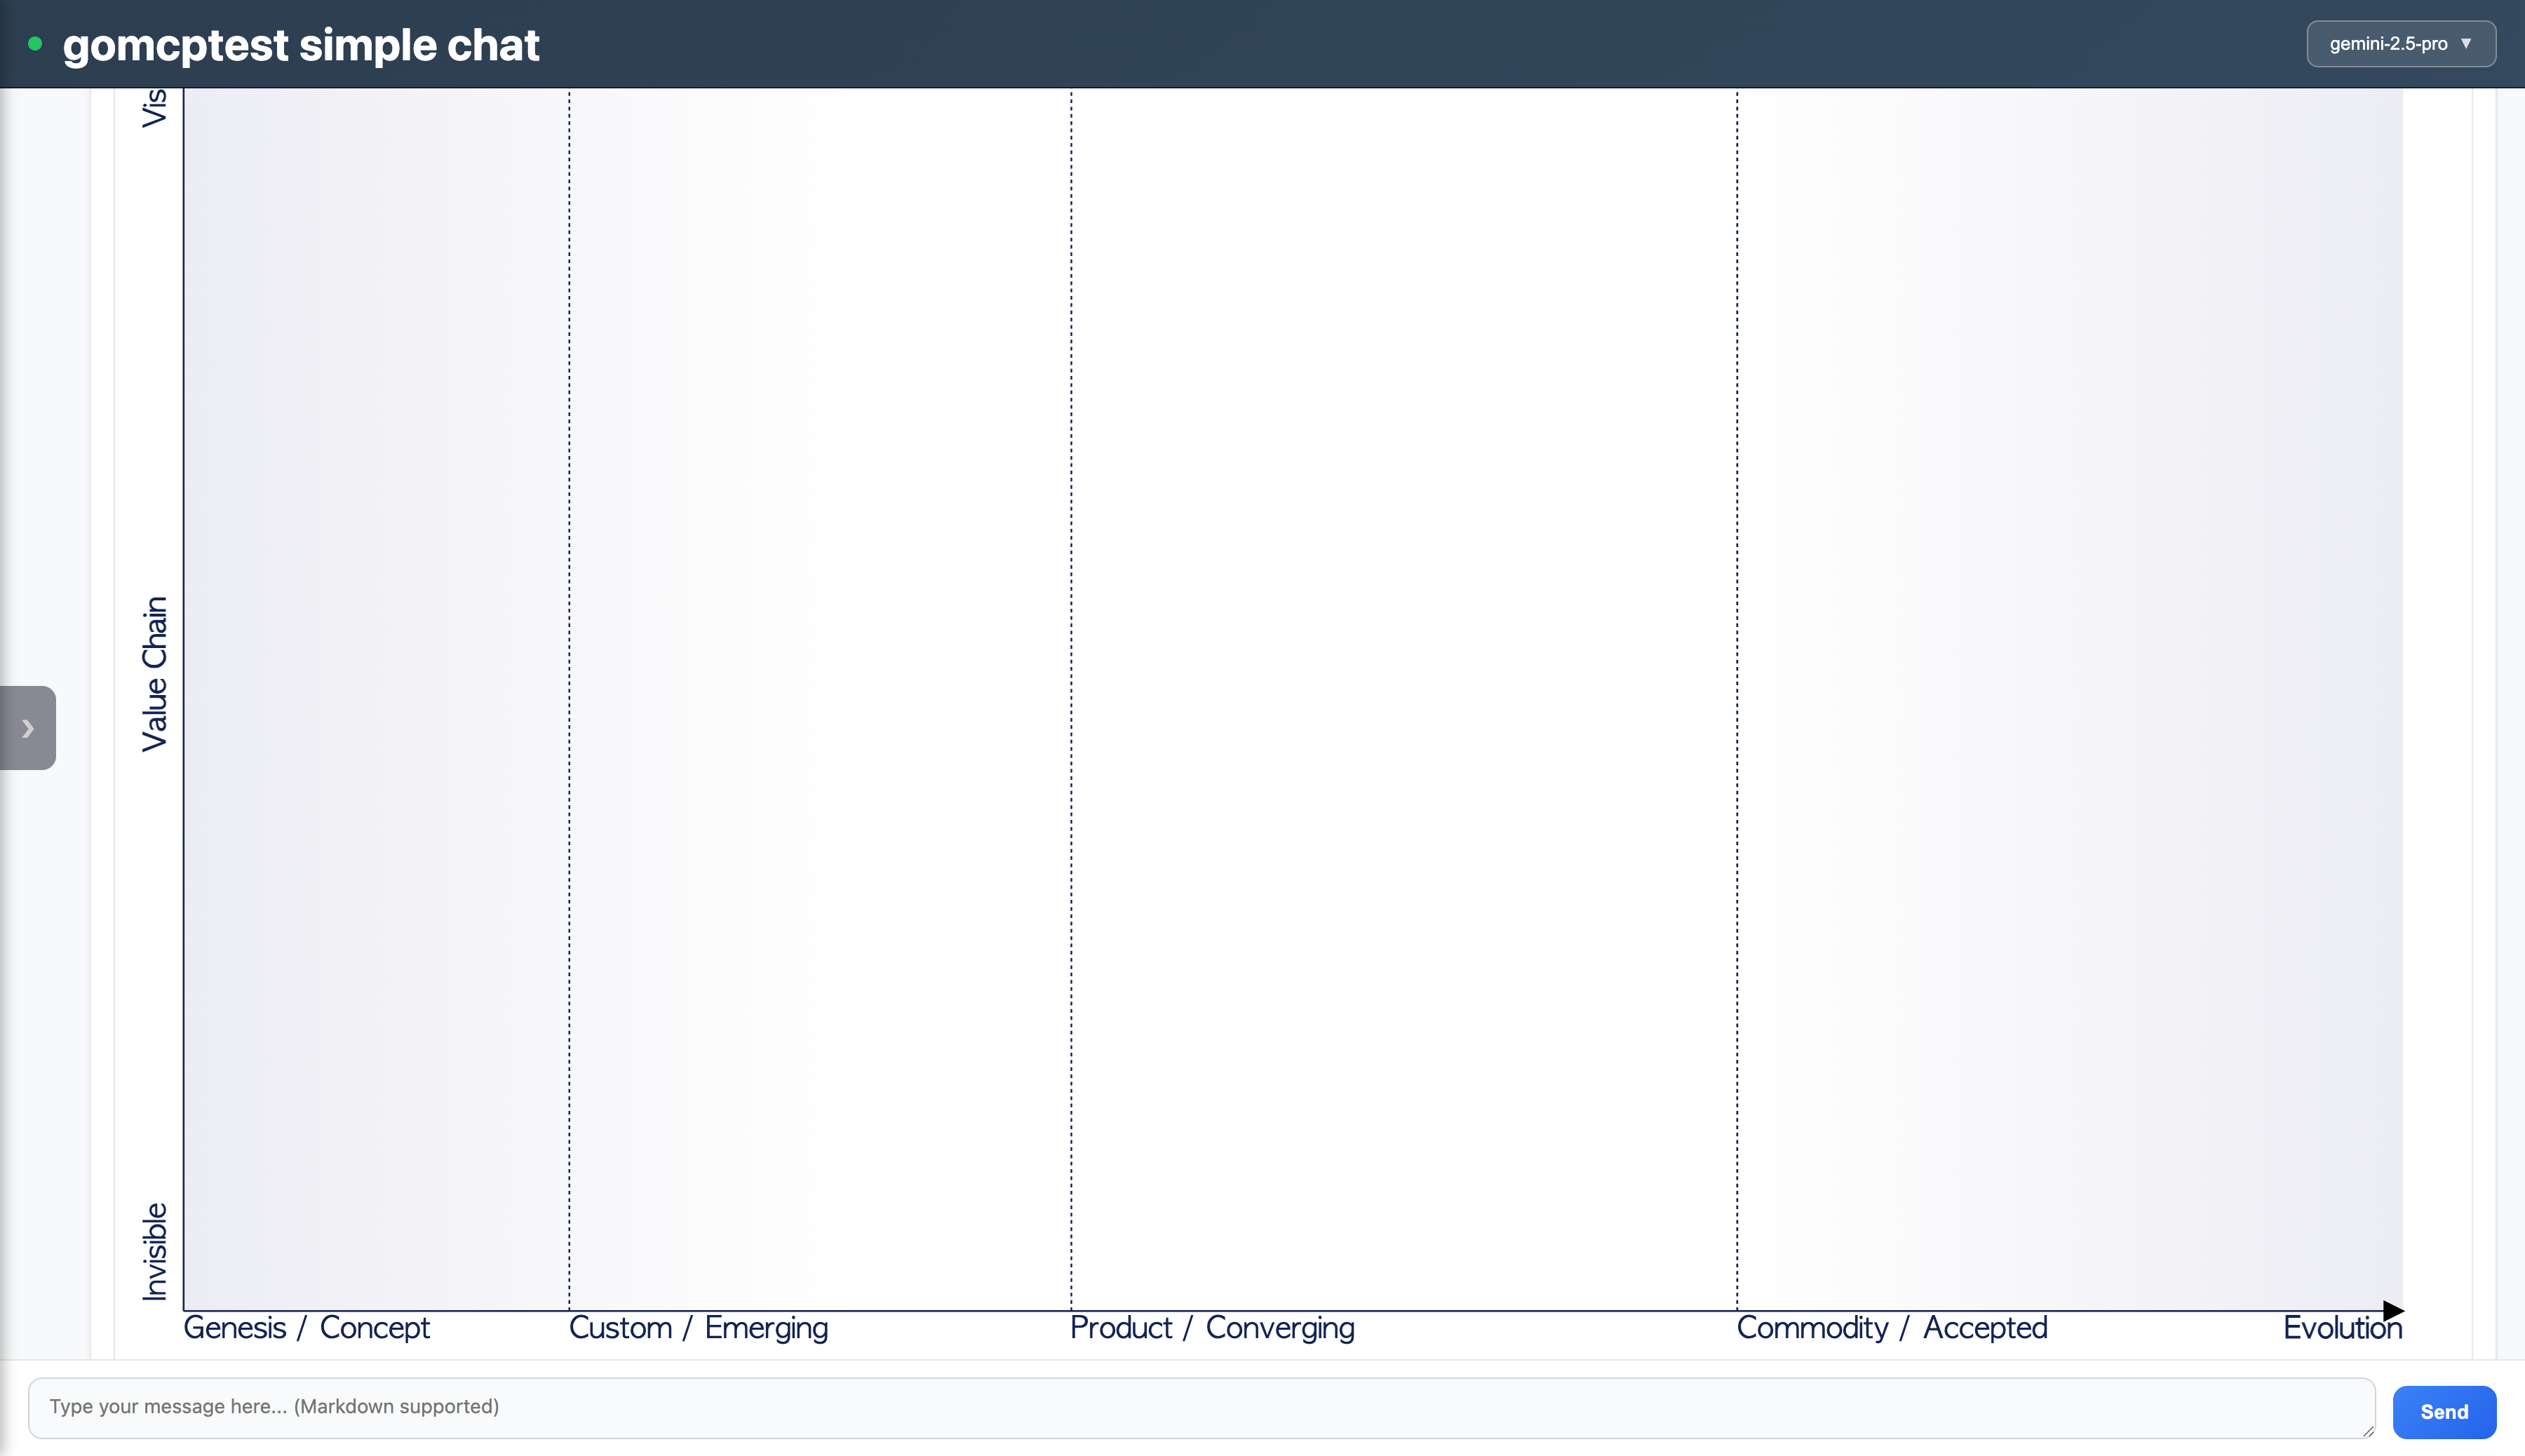 gomcptest simple chat
gemini-2.5-pro ▼
Vis
Value Chain
Invisible
Genesis / Concept
Custom / Emerging
Product / Converging
Commodity / Accepted
Evolution
Type your message here... (Markdown supported)
Send